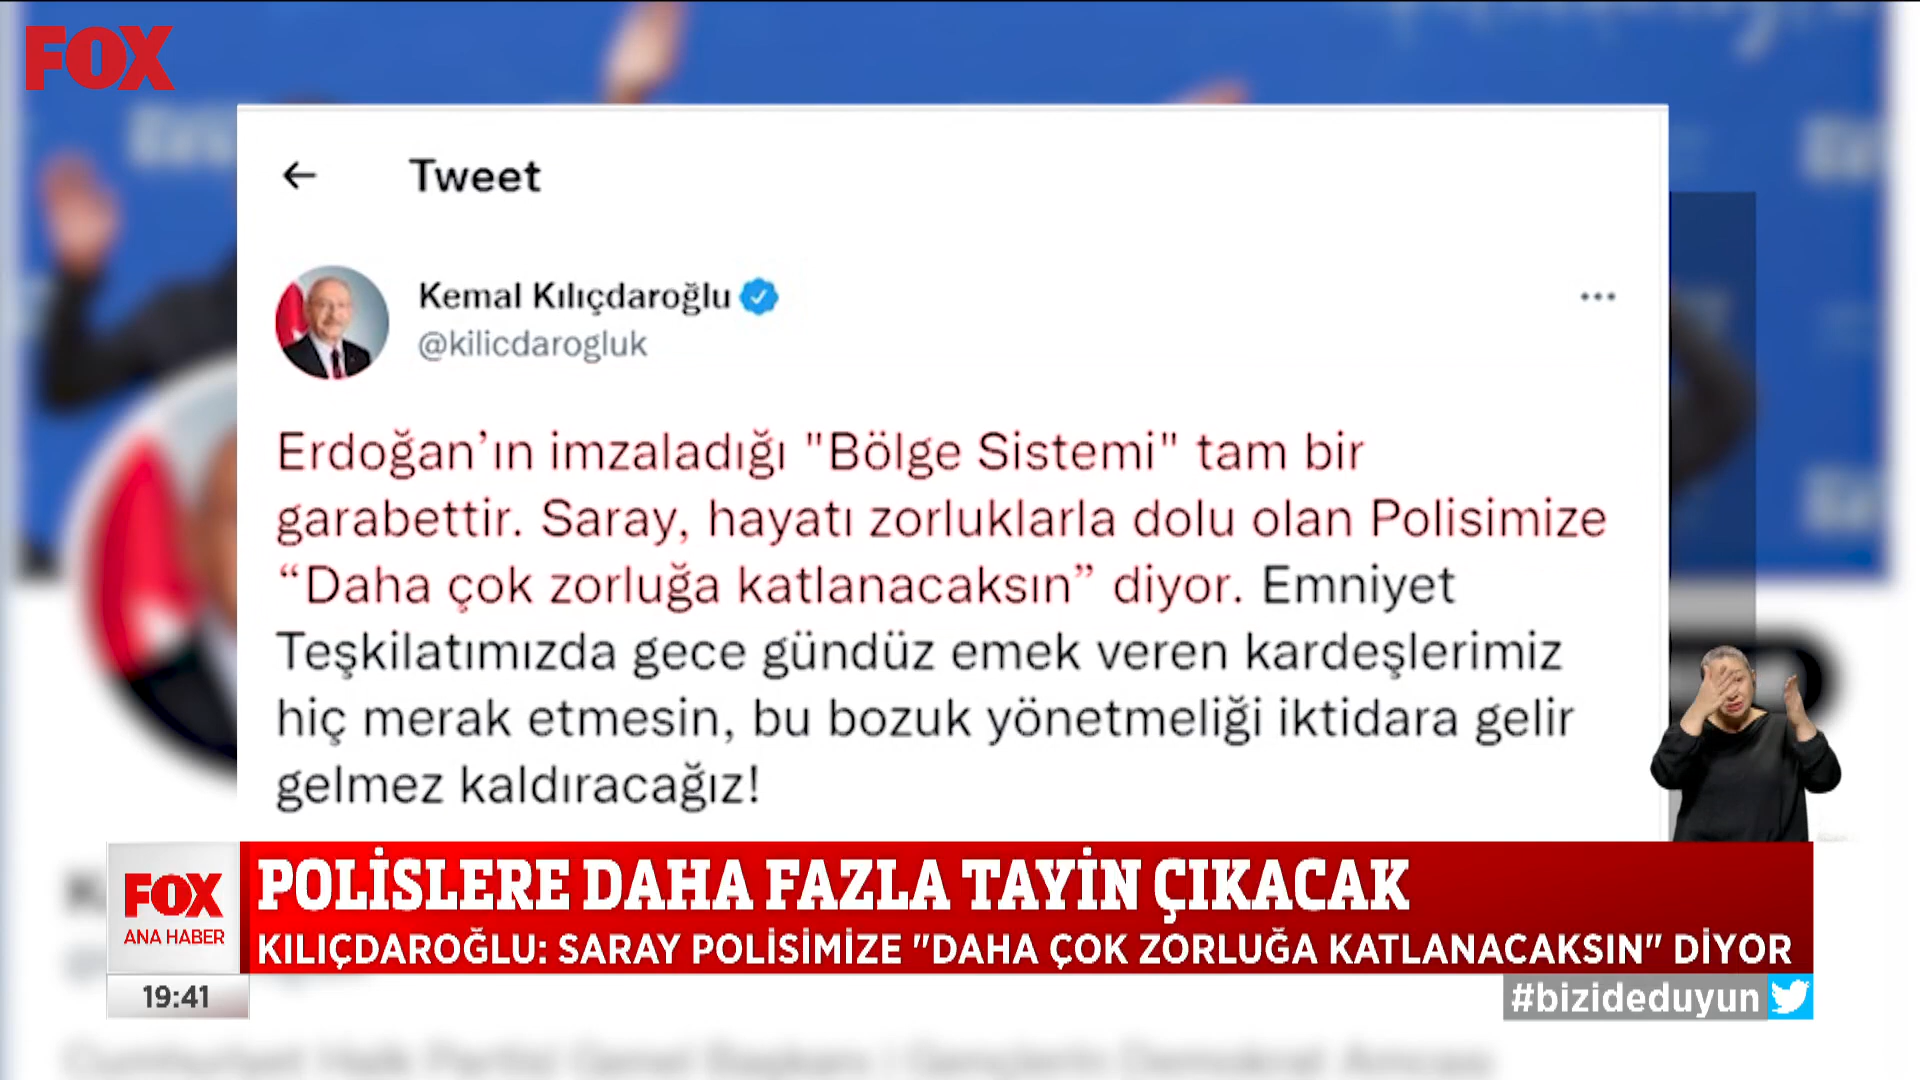 FOX
Tweet
Kemal Kılıçdaroğlu
@kilicdarogluk
Erdoğan’ın imzaladığı "Bölge Sistemi" tam bir
garabettir. Saray, hayatı zorluklarla dolu olan Polisimize
“Daha çok zorluğa katlanacaksın” diyor. Emniyet
Teşkilatımızda gece gündüz emek veren kardeşlerimiz
hiç merak etmesin, bu bozuk yönetmeliği iktidara gelir
gelmez kaldıracağız!
FOX
ANA HABER
POLİSLERE DAHA FAZLA TAYİN ÇIKACAK
KILIÇDAROĞLU: SARAY POLİSİMİZE "DAHA ÇOK ZORLUĞA KATLANACAKSIN" DİYOR
19:41
#bizideduyun